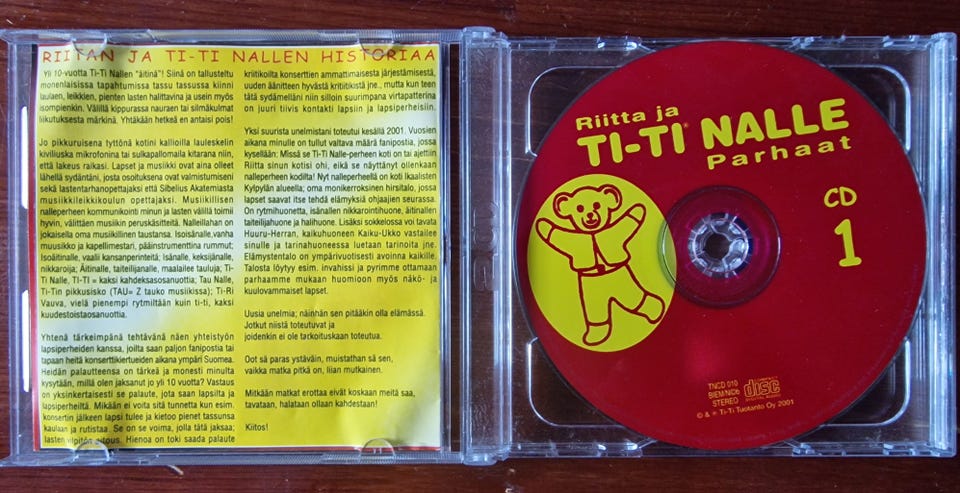 RIITAN JA TI-TI NALLEN HISTORIAA
Yli 10-vuotta Ti-Ti Nallen "äitinä"! Siinä on tallusteltu
monenlaisissa tapahtumissa tassu tassussa kiinni
laulaen, leikkien, pienten lasten halittavina ja usein myös
isompienkin. Välillä kippurassa nauraen tai silmäkulmat
liikutuksesta märkinä. Yhtäkään hetkeä en antaisi pois!
Jo pikkuruisena tyttönä kotini kallioilla lauleskelin
kiviliuska mikrofonina tai sulkapallomaila kitarana niin,
että lakeus raikasi. Lapset ja musiikki ovat aina olleet
lähellä sydäntäni, josta osoituksena ovat valmistumiseni
sekä lastentarhanopettajaksi että Sibelius Akatemiasta
musiikkileikkikoulun opettajaksi. Musiikillisen
nalleperheen kommunikointi minun ja lasten välillä toimii
hyvin, välittäen musiikin peruskäsitteitä. Nallelllahan on
jokaisella oma musiikillinen taustansa. Isoisänalle,vanha
muusikko ja kapellimestari, pääinstrumenttina rummut;
Isoäitinalle, vaalii kansanperinteitä; Isänalle, keksijänalle,
nikkaroija; Äitinalle, taiteilijanalle, maalailee tauluja; Ti-
Ti Nalle, TI-TI = kaksi kahdeksasosanuottia; Tau Nalle,
Ti-Tin pikkusisko (TAU= Z tauko musiikissa); Ti-Ri
Vauva, vielä pienempi rytmiltään kuin ti-ti, kaksi
kuudestoistaosanuottia.
Yhtenä tärkeimpänä tehtävänä näen yhteistyön
lapsiperheiden kanssa, joilta saan paljon fanipostia tai
tapaan heitä konserttikiertueiden aikana ympäri Suomea.
Heidän palautteensa on tärkeä ja monesti minulta
kysytään, millä olen jaksanut jo yli 10 vuotta? Vastaus
on yksinkertaisesti se palaute, jota saan lapsilta ja
lapsiperheiltä. Mikään ei voita sitä tunnetta kun esim.
konsertin jälkeen lapsi tulee ja kietoo pienet tassunsa
kaulaan ja rutistaa. Se on se voima, jolla tätä jaksaa;
lasten vilpitön aitous. Hienoa on toki saada palaute
kriitikoilta konserttien ammattimaisesta järjestämisestä,
uuden äänitteen hyvästä kritiikistä jne., mutta kun teen
tätä sydämelläni niin silloin suurimpana virtapatterina
on juuri tiivis kontakti lapsiin ja lapsiperheisiin.
Yksi suurista unelmistani toteutui kesällä 2001. Vuosien
aikana minulle on tullut valtava määrä fanipostia, jossa
kysellään: Missä se Ti-Ti Nalle-perheen koti on tai ajettiin
Riitta sinun kotisi ohi, eikä se näyttänyt ollenkaan
nalleperheen kodilta! Nyt nalleperheellä on koti Ikaalisten
Kylpylän alueella; oma monikerroksinen hirsitalo, jossa
lapset saavat itse tehdä elämyksiä ohjaajien seurassa.
On rytmihuonetta, isänallen nikkarointihuone, äitinallen
taiteilijahuone ja halihuone. Lisäksi sokkelossa voi tavata
Huuru-Herran, kaikuhuoneen Kaiku-Ukko vastailee
sinulle ja tarinahuoneessa luetaan tarinoita jne.
Elämystentalo on ympärivuotisesti avoinna kaikille.
Talosta löytyy esim. invahissi ja pyrimme ottamaan
parhaamme mukaan huomioon myös näkö- ja
kuulovammaiset lapset.
Uusia unelmia; näinhän sen pitääkin olla elämässä.
Jotkut niistä toteutuvat ja
joidenkin ei ole tarkoituskaan toteutua.
Oot sä paras ystäväin, muistathan sä sen,
vaikka matka pitkä on, liian mutkainen.
Mitkään matkat erottaa eivät koskaan meitä saa,
tavataan, halataan ollaan kahdestaan!
Kiitos!
Riitta ja
TI-TI® NALLE
Parhaat
CD
1
TNCD 010
BIEM/NCB
STEREO
COMPACT
disc
DIGITAL AUDIO
© & ℗ Ti-Ti Tuotanto Oy 2001